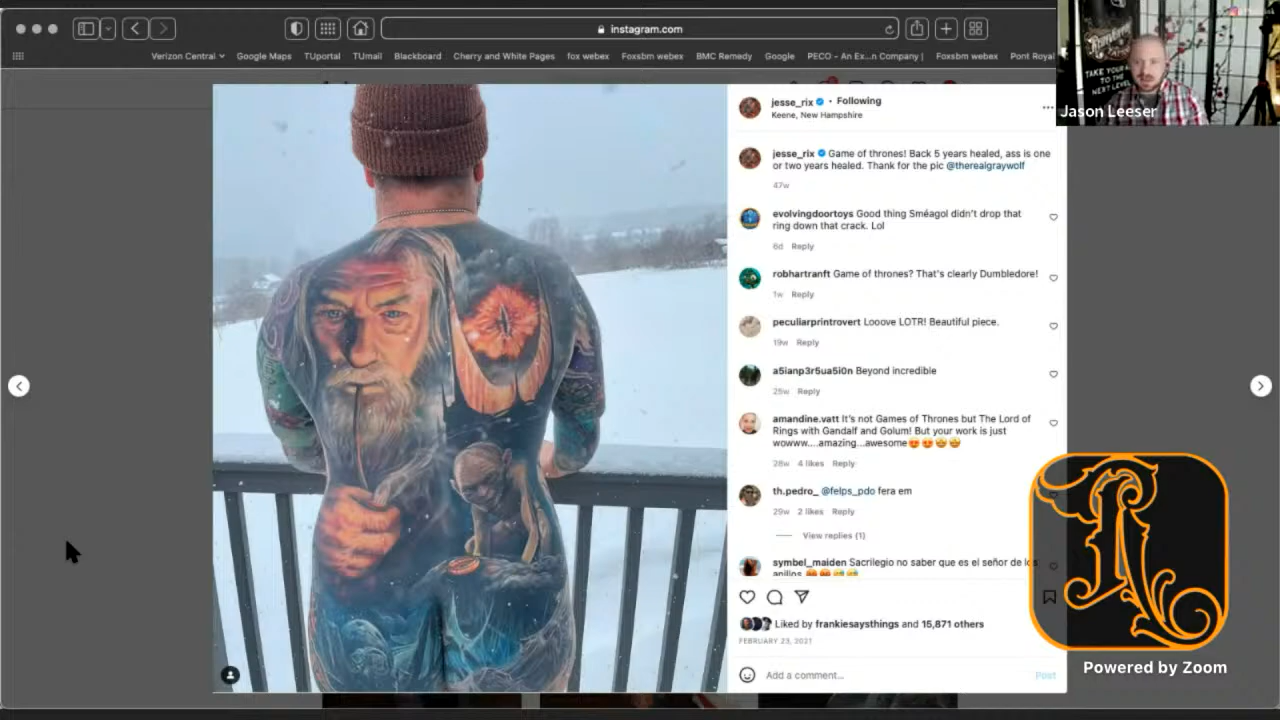 instagram.com
Verizon Central
Google Maps
TUportal
TUmail
Blackboard
Cherry and White Pages
fox webex
Foxsbm webex
BMC Remedy
Google
PECO - An Ex...n Company |
Foxsbm webex
Pont Royal
TAKE YOUR
TO THE
NEXT LEVEL
Jason Leeser
jesse_rix • Following
Keene, New Hampshire
jesse_rix Game of thrones! Back 5 years healed, ass is one
or two years healed. Thank for the pic @therealgraywolf
47w
evolvingdoortoys Good thing Sméagol didn't drop that
ring down that crack. Lol
6d Reply
robhartranft Game of thrones? That's clearly Dumbledore!
1w Reply
peculiarprintrovert Looove LOTR! Beautiful piece.
19w Reply
a5ianp3r5ua5i0n Beyond incredible
25w Reply
amandine.vatt It's not Games of Thrones but The Lord of
Rings with Gandalf and Golum! But your work is just
wowww....amazing...awesome😍😍🤩🤩
28w 4 likes Reply
th.pedro_ @felps_pdo fera em
29w 2 likes Reply
View replies (1)
symbel_maiden Sacrilegio no saber que es el señor de los
anillos
Liked by frankiesaysthings and 15,871 others
FEBRUARY 23, 2021
Add a comment...
Post
Powered by Zoom